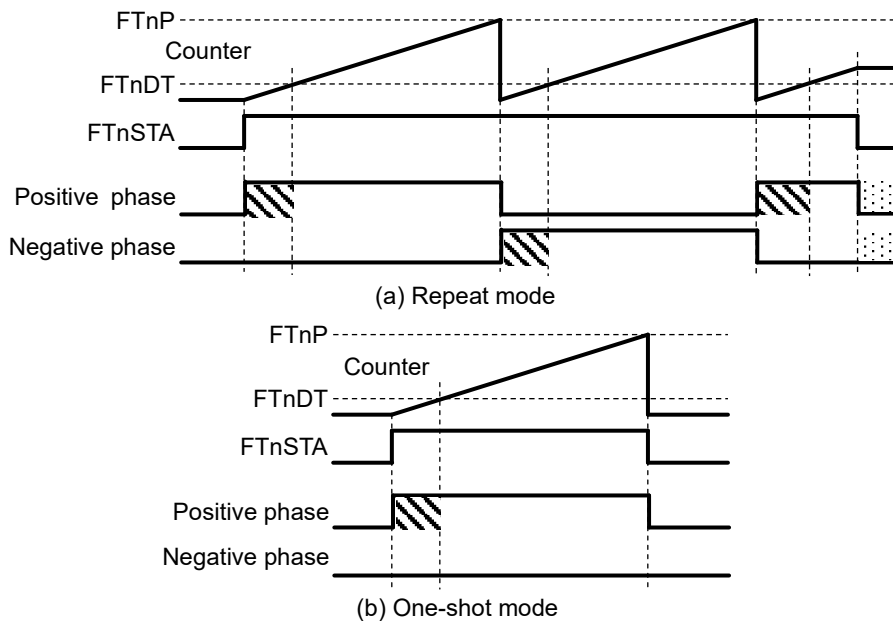 FTnP
Counter
FTnDT
FTnSTA
Positive phase
Negative phase
(a) Repeat mode
FTnP
Counter
FTnDT
FTnSTA
Positive phase
Negative phase
(b) One-shot mode